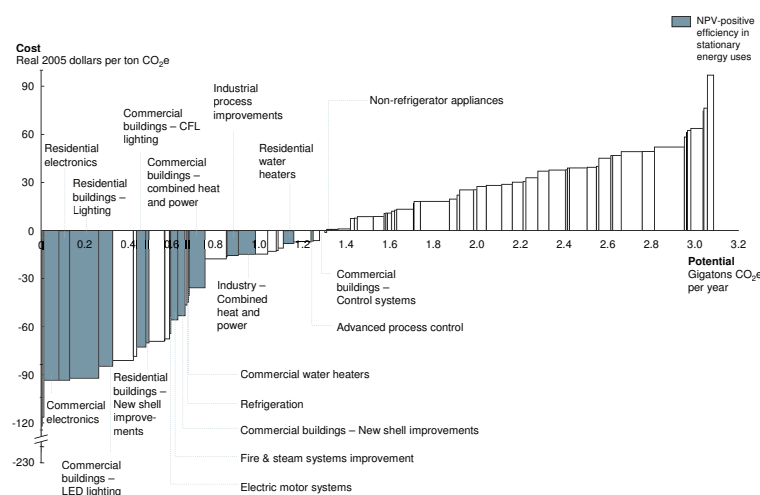 NPV-positive
efficiency in
stationary
energy uses
Cost
Real 2005 dollars per ton CO₂e
90
60
30
0
-30
-60
-90
-120
-230
Residential
electronics
Residential
buildings –
Lighting
Commercial
buildings – CFL
lighting
Commercial
buildings –
combined heat
and power
Industrial
process
improvements
Residential
water
heaters
Non-refrigerator appliances
0 0.2 0.4 0.6 0.8 1.0 1.2 1.4 1.6 1.8 2.0 2.2 2.4 2.6 2.8 3.0 3.2
Potential
Gigatons CO₂e
per year
Commercial
buildings –
Control systems
Advanced process control
Industry –
Combined
heat and
power
Commercial
electronics
Residential
buildings –
New shell
improve-
ments
Commercial
buildings –
LED lighting
Commercial water heaters
Refrigeration
Commercial buildings – New shell improvements
Fire & steam systems improvement
Electric motor systems